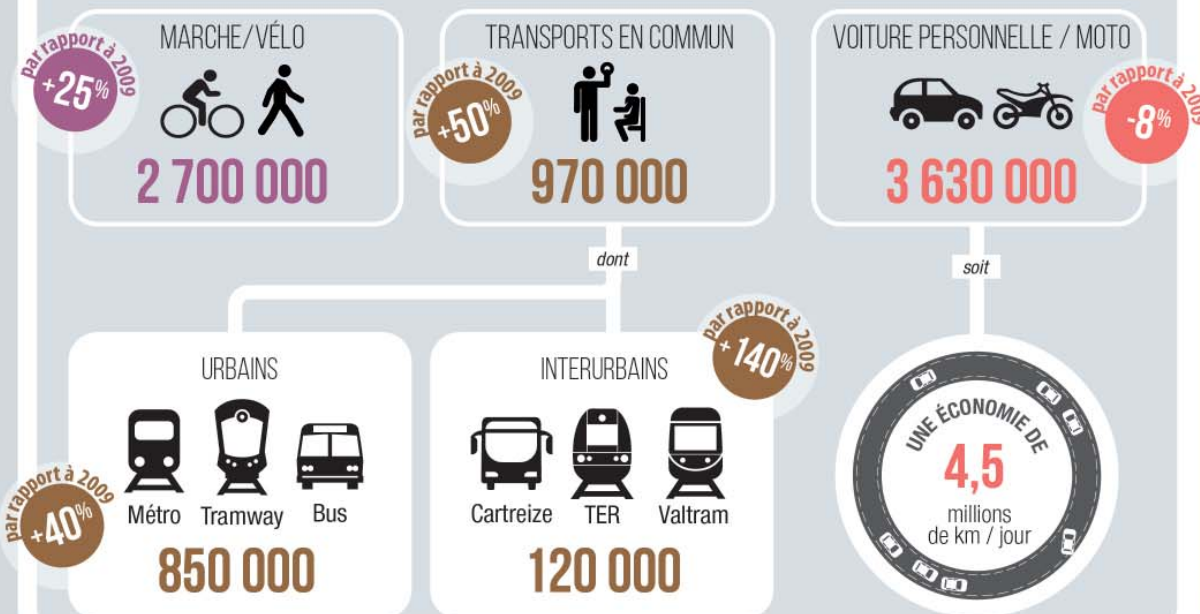 MARCHE/VÉLO
par rapport à 2009
+25%
2 700 000
TRANSPORTS EN COMMUN
par rapport à 2009
+50%
970 000
VOITURE PERSONNELLE / MOTO
par rapport à 2009
-8%
3 630 000
dont
soit
URBAINS
Métro
Tramway
Bus
par rapport à 2009
+40%
850 000
INTERURBAINS
par rapport à 2009
+140%
Cartreize
TER
Valtram
120 000
UNE ÉCONOMIE DE
4,5
millions
de km / jour